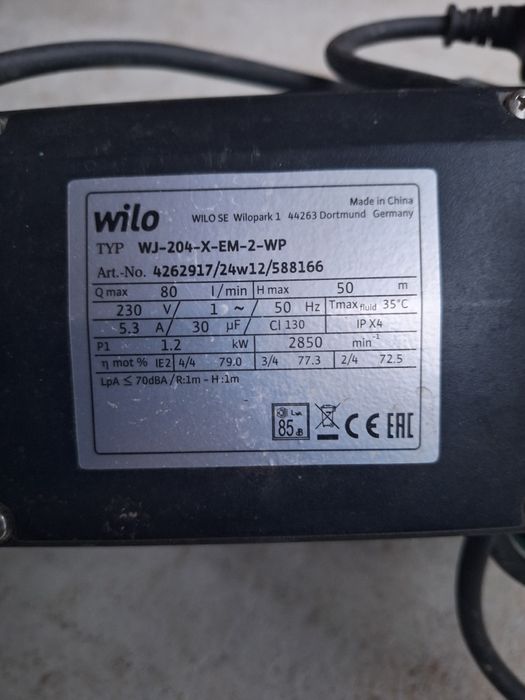 Made in China
wilo WILO SE Wilopark 1 44263 Dortmund Germany
TYP WJ-204-X-EM-2-WP
Art.-No. 4262917/24w12/588166
Q max 80 l/min H max 50 m
230 V/ 1 ~/ 50 Hz Tmax fluid 35°C
5.3 A/ 30 µF/ CI 130 IP X4
P1 1.2 kW 2850 min-1
η mot % IE2 4/4 79.0 3/4 77.3 2/4 72.5
LpA ≤ 70dBA/R:1m - H:1m
LWA
85dB
CE EAC